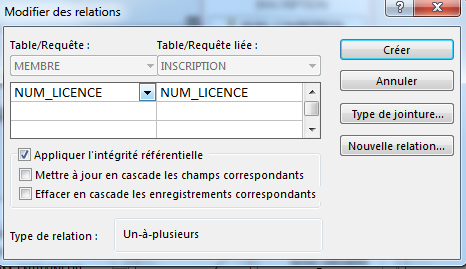 Modifier des relations
?
Table/Requête : Table/Requête liée :
MEMBRE INSCRIPTION
NUM_LICENCE NUM_LICENCE
Appliquer l'intégrité référentielle
Mettre à jour en cascade les champs correspondants
Effacer en cascade les enregistrements correspondants
Type de relation : Un-à-plusieurs
Créer
Annuler
Type de jointure...
Nouvelle relation...